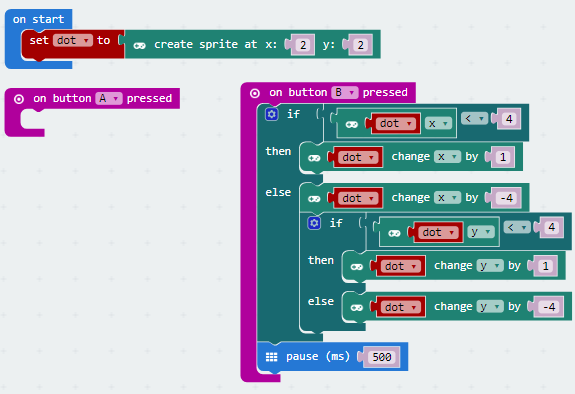 on start
set dot to create sprite at x: 2 y: 2
on button A pressed
on button B pressed
if dot x < 4
then dot change x by 1
else dot change x by -4
if dot y < 4
then dot change y by 1
else dot change y by -4
pause (ms) 500